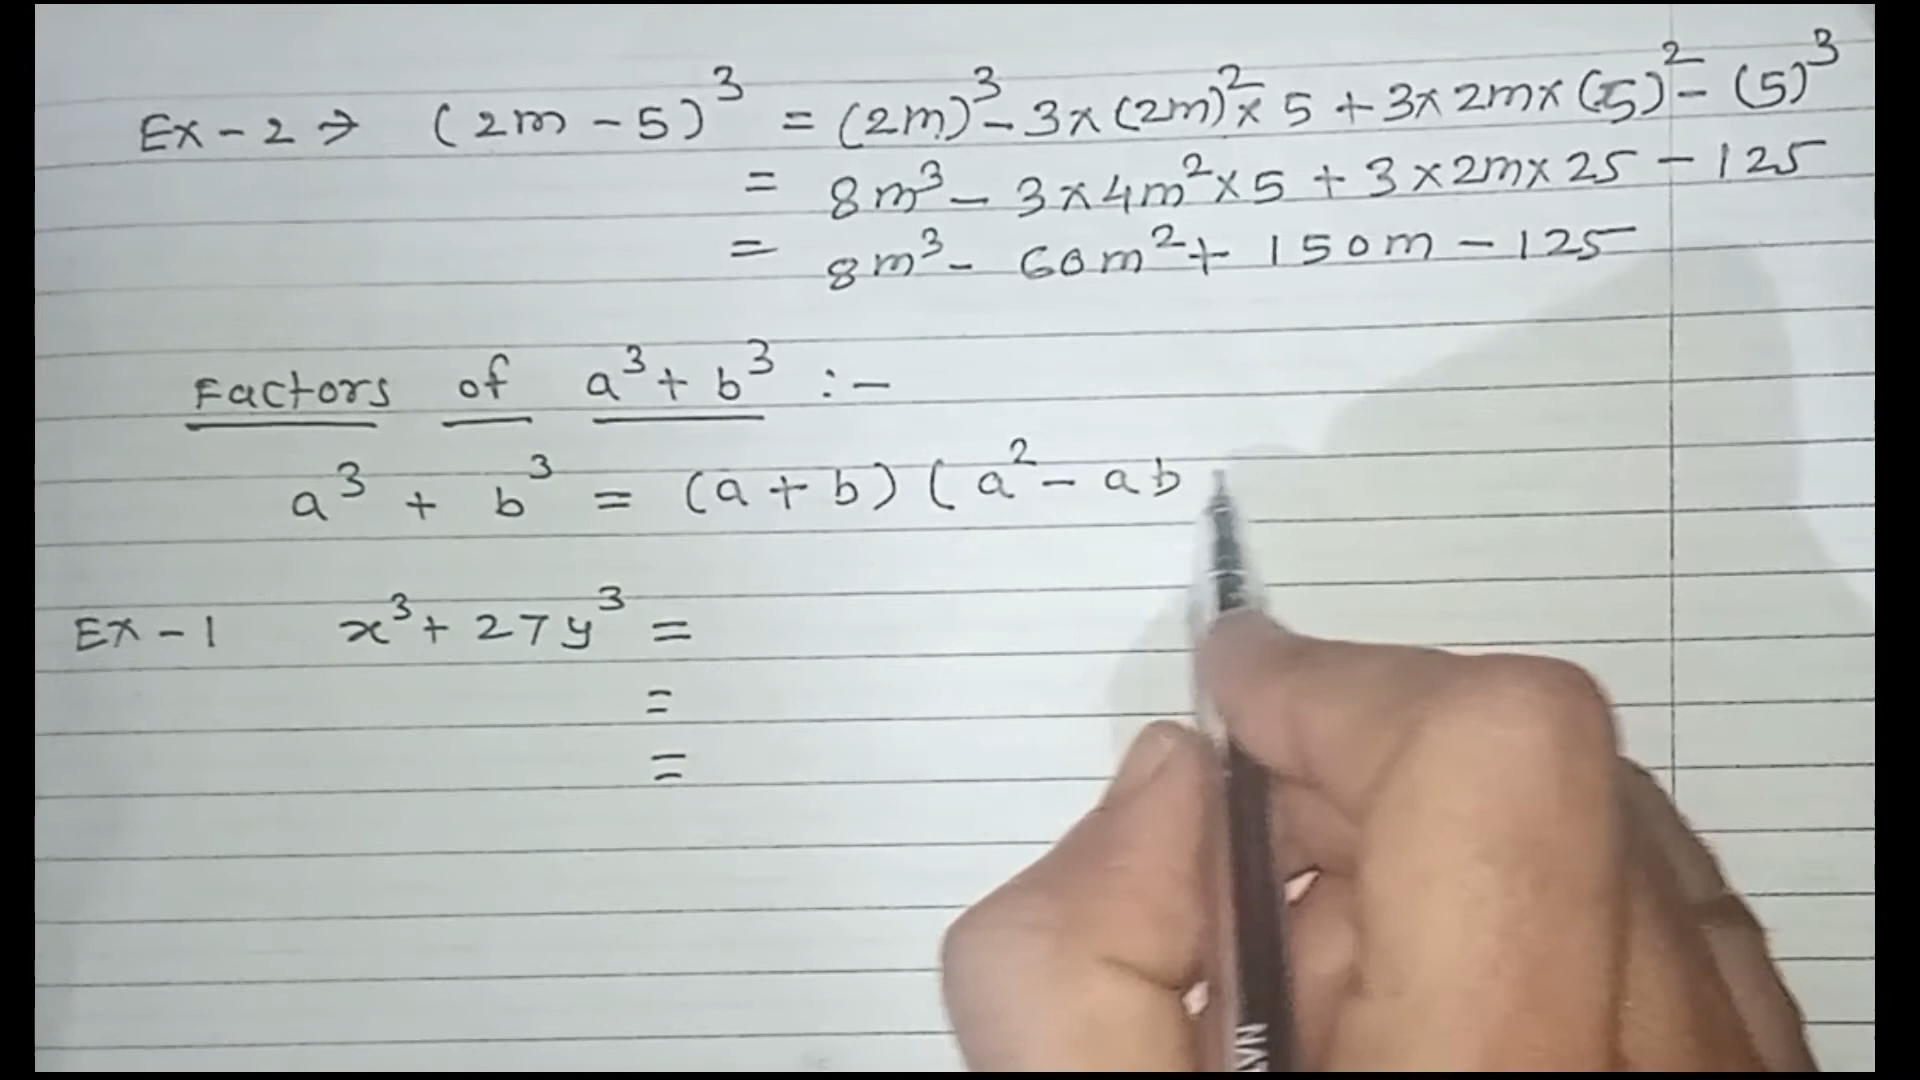 Ex - 2 → (2m - 5)³ = (2m)³ - 3 × (2m)² × 5 + 3 × 2m × (5)² - (5)³
= 8m³ - 3 × 4m² × 5 + 3 × 2m × 25 - 125
= 8m³ - 60m² + 150m - 125
Factors of a³ + b³ :-
a³ + b³ = (a + b) (a² - ab
Ex - 1 x³ + 27y³ =
=
=